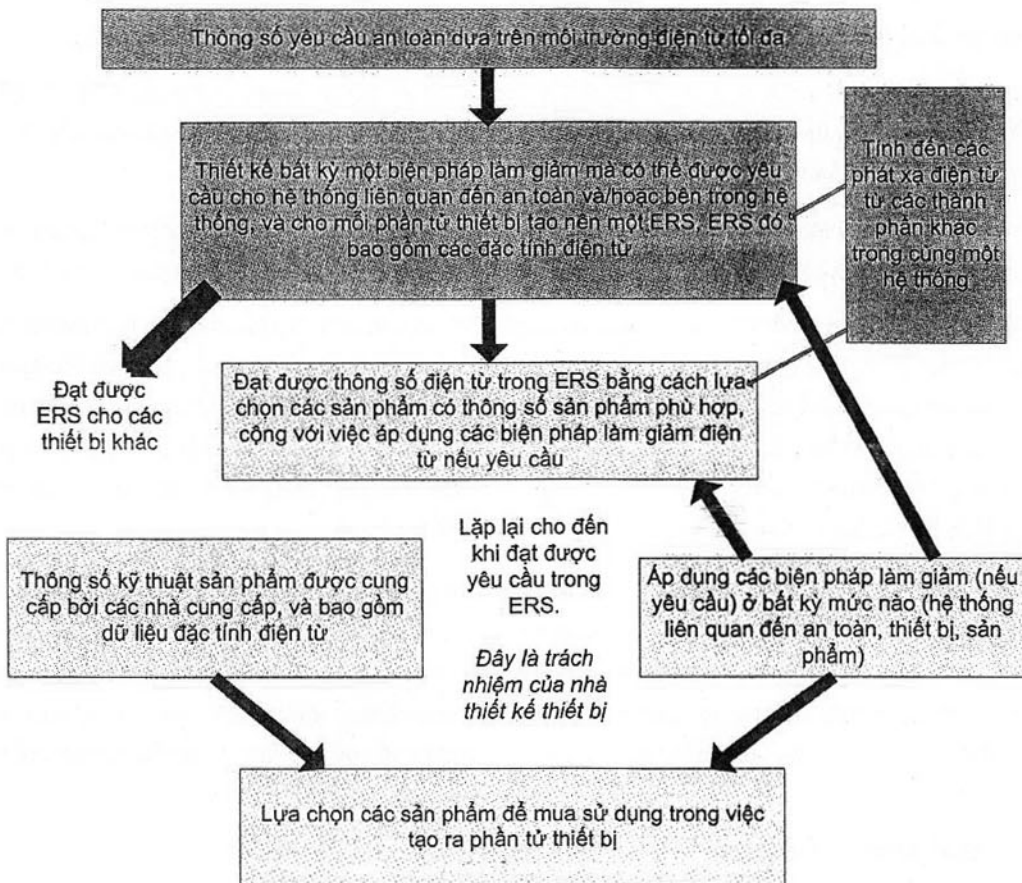 Thông số yêu cầu an toàn dựa trên môi trường điện từ tối đa
Thiết kế bất kỳ một biện pháp làm giảm mà có thể được yêu
cầu cho hệ thống liên quan đến an toàn và/hoặc bên trong hệ
thống, và cho mỗi phần tử thiết bị tạo nên một ERS, ERS đó
bao gồm các đặc tính điện từ
Tính đến các
phát xạ điện từ
từ các thành
phần khác
trong cùng một
hệ thống
Đạt được
ERS cho các
thiết bị khác
Đạt được thông số điện từ trong ERS bằng cách lựa
chọn các sản phẩm có thông số sản phẩm phù hợp,
cộng với việc áp dụng các biện pháp làm giảm điện
từ nếu yêu cầu
Thông số kỹ thuật sản phẩm được cung
cấp bởi các nhà cung cấp, và bao gồm
dữ liệu đặc tính điện từ
Lặp lại cho đến
khi đạt được
yêu cầu trong
ERS.
Đây là trách
nhiệm của nhà
thiết kế thiết bị
Áp dụng các biện pháp làm giảm (nếu
yêu cầu) ở bất kỳ mức nào (hệ thống
liên quan đến an toàn, thiết bị, sản
phẩm)
Lựa chọn các sản phẩm để mua sử dụng trong việc
tạo ra phần tử thiết bị